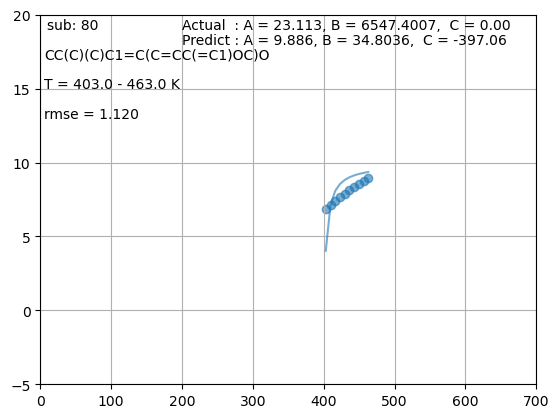 sub: 80
Actual  : A = 23.113, B = 6547.4007,  C = 0.00
Predict : A = 9.886, B = 34.8036,  C = -397.06
CC(C)(C)C1=C(C=CC(=C1)OC)O
T = 403.0 - 463.0 K
rmse = 1.120
20
15
10
5
0
−5
0 100 200 300 400 500 600 700